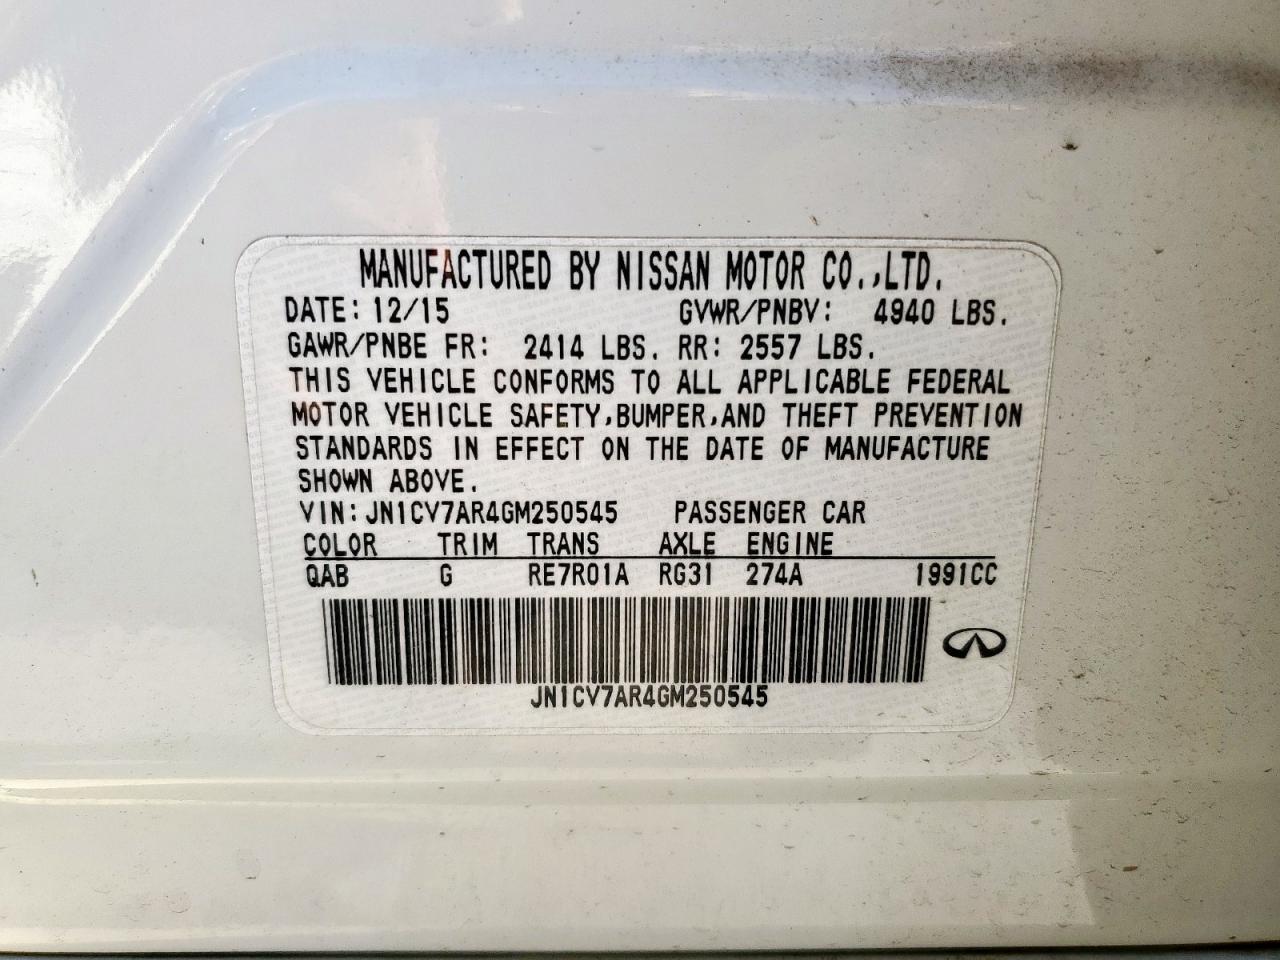 MANUFACTURED BY NISSAN MOTOR CO.,LTD.
DATE: 12/15 GVWR/PNBV: 4940 LBS.
GAWR/PNBE FR: 2414 LBS. RR: 2557 LBS.
THIS VEHICLE CONFORMS TO ALL APPLICABLE FEDERAL
MOTOR VEHICLE SAFETY,BUMPER,AND THEFT PREVENTION
STANDARDS IN EFFECT ON THE DATE OF MANUFACTURE
SHOWN ABOVE.
VIN: JN1CV7AR4GM250545 PASSENGER CAR
COLOR TRIM TRANS AXLE ENGINE
QAB G RE7R01A RG31 274A 1991CC
JN1CV7AR4GM250545